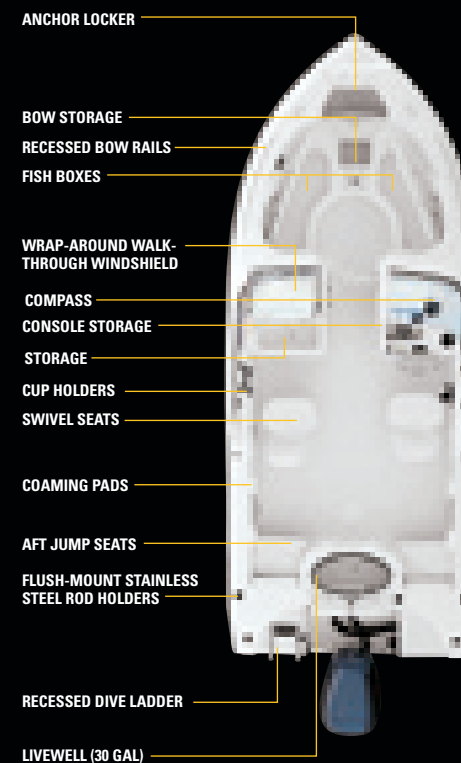 ANCHOR LOCKER
BOW STORAGE
RECESSED BOW RAILS
FISH BOXES
WRAP-AROUND WALK-
THROUGH WINDSHIELD
COMPASS
CONSOLE STORAGE
STORAGE
CUP HOLDERS
SWIVEL SEATS
COAMING PADS
AFT JUMP SEATS
FLUSH-MOUNT STAINLESS
STEEL ROD HOLDERS
RECESSED DIVE LADDER
LIVEWELL (30 GAL)